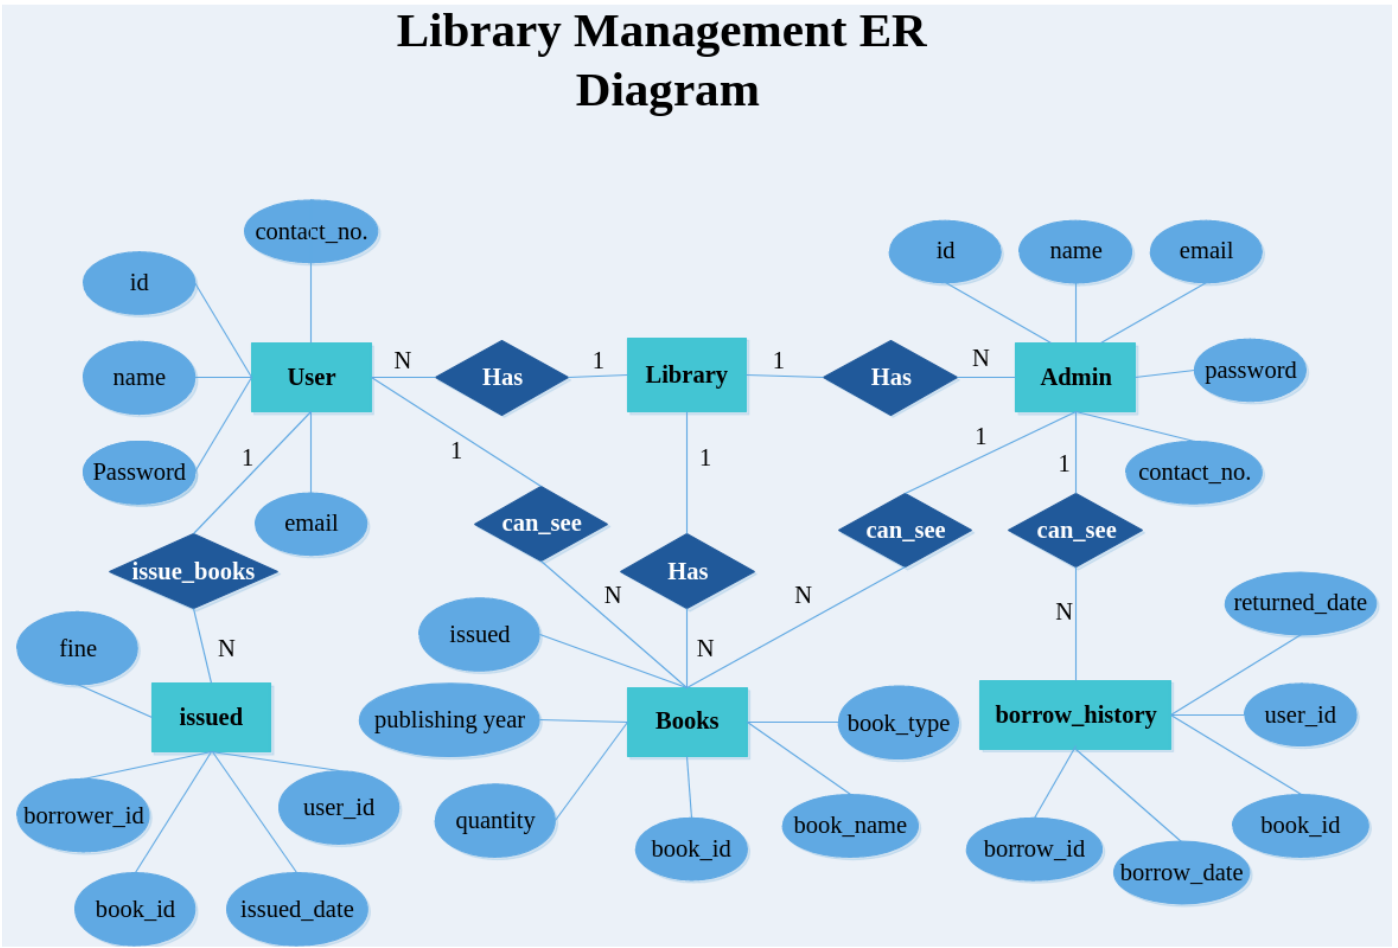 Library Management ER
Diagram
contact_no.
id
name
email
id
name
Password
User
N
Has
1
Library
1
Has
N
Admin
password
contact_no.
1
1
1
1
1
email
can_see
can_see
can_see
issue_books
Has
N
N
N
returned_date
fine
N
issued
N
issued
publishing year
Books
book_type
borrow_history
user_id
borrower_id
user_id
quantity
book_id
book_name
borrow_id
book_id
borrow_date
book_id
issued_date